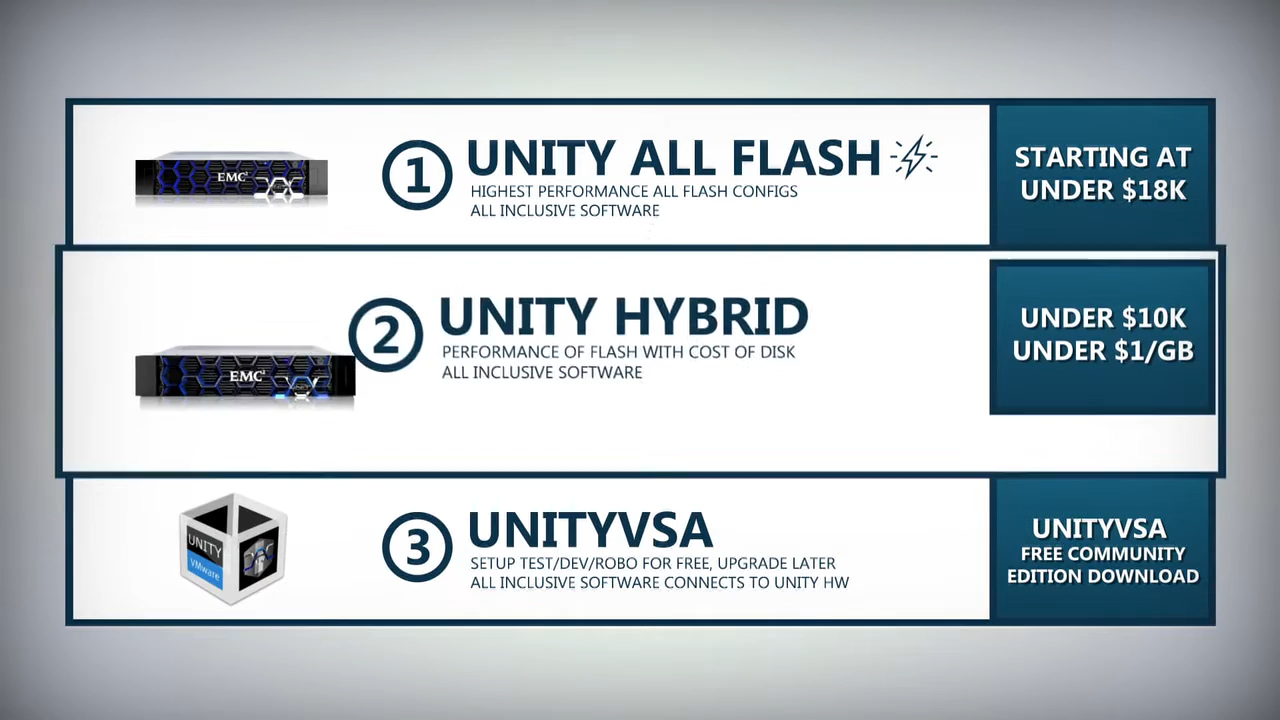 EMC²
1
UNITY ALL FLASH
HIGHEST PERFORMANCE ALL FLASH CONFIGS
ALL INCLUSIVE SOFTWARE
STARTING AT
UNDER $18K
EMC²
2
UNITY HYBRID
PERFORMANCE OF FLASH WITH COST OF DISK
ALL INCLUSIVE SOFTWARE
UNDER $10K
UNDER $1/GB
UNITY
VMware
3
UNITYVSA
SETUP TEST/DEV/ROBO FOR FREE, UPGRADE LATER
ALL INCLUSIVE SOFTWARE CONNECTS TO UNITY HW
UNITYVSA
FREE COMMUNITY
EDITION DOWNLOAD